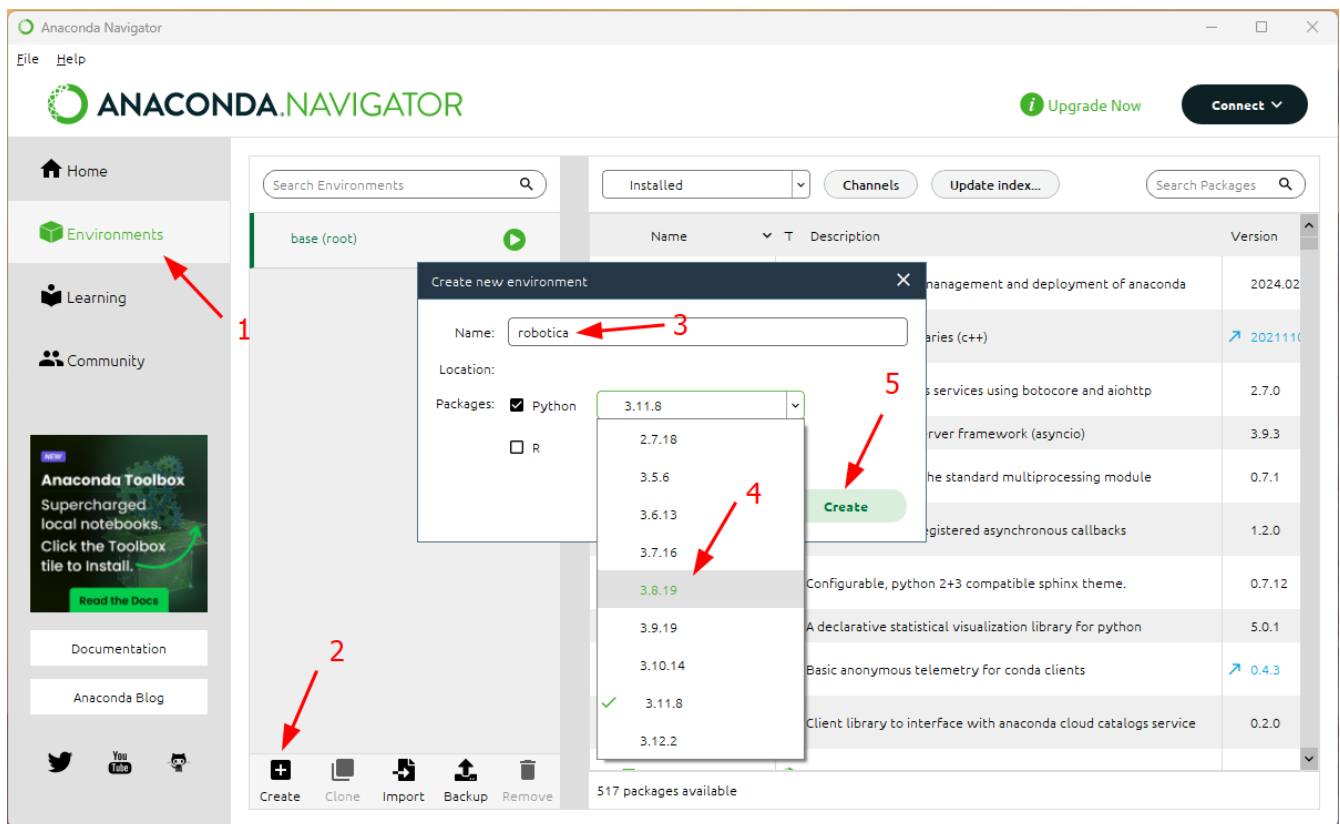 Anaconda Navigator
File Help
ANACONDA.NAVIGATOR
i Upgrade Now
Connect
Home
Environments
Learning
Community
1
NEW
Anaconda Toolbox
Supercharged
local notebooks.
Click the Toolbox
tile to Install.
Read the Docs
Documentation
Anaconda Blog
You
Tube
Search Environments
base (root)
2
Create Clone Import Backup Remove
Installed
Channels
Update index...
Search Packages
Name T Description Version
management and deployment of anaconda 2024.02
aries (c++) 2021110
services using botocore and aiohttp 2.7.0
rver framework (asyncio) 3.9.3
he standard multiprocessing module 0.7.1
egistered asynchronous callbacks 1.2.0
Configurable, python 2+3 compatible sphinx theme. 0.7.12
A declarative statistical visualization library for python 5.0.1
Basic anonymous telemetry for conda clients 0.4.3
Client library to interface with anaconda cloud catalogs service 0.2.0
517 packages available
Create new environment
Name: robotica
3
Location:
Packages: Python 3.11.8
R
5
Create
2.7.18
3.5.6
3.6.13
3.7.16
3.8.19
4
3.9.19
3.10.14
3.11.8
3.12.2